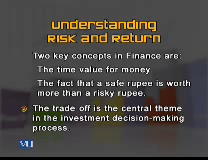 Understanding
Risk and Return
Two key concepts in Finance are:
The time value for money
The fact that a safe rupee is worth
more than a risky rupee.
The trade off is the central theme
in the investment decision-making
process.
VU